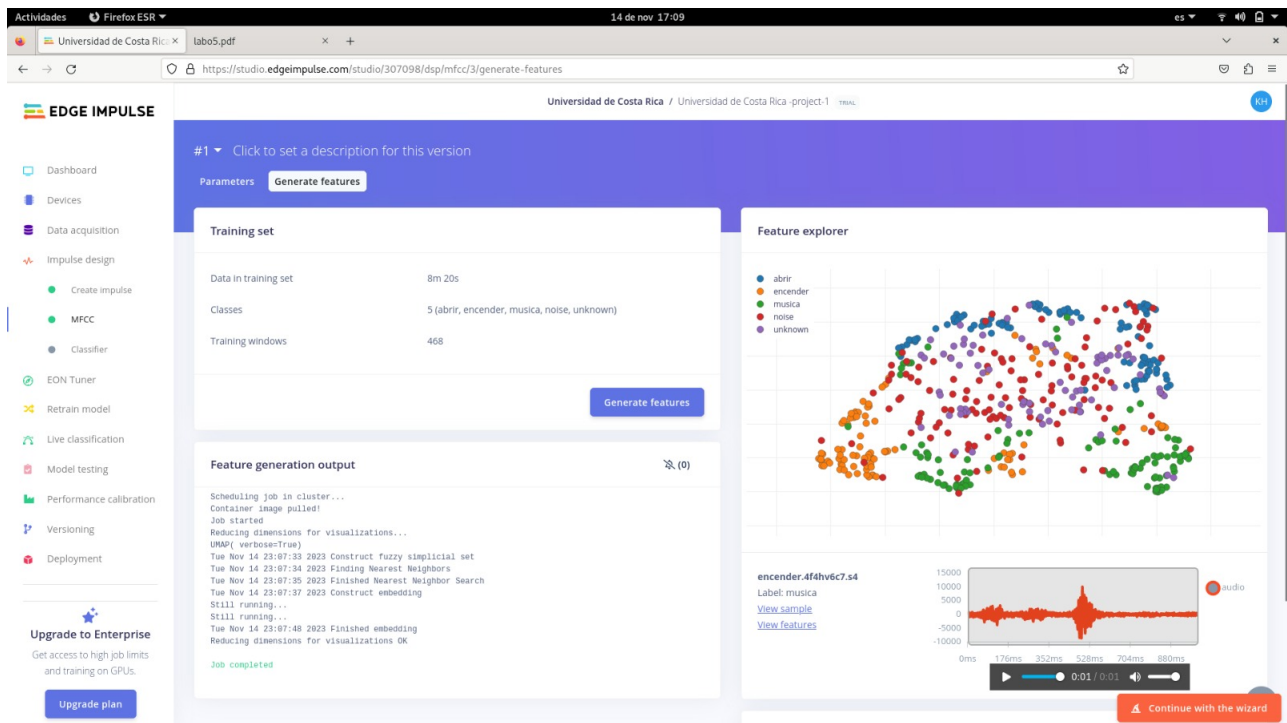 Actividades Firefox ESR 14 de nov 17:09 es
Universidad de Costa Rica × labo5.pdf × +
https://studio.edgeimpulse.com/studio/307098/dsp/mfcc/3/generate-features
EDGE IMPULSE
Universidad de Costa Rica / Universidad de Costa Rica -project-1 TRIAL
KH
#1 Click to set a description for this version
Parameters Generate features
Dashboard
Devices
Data acquisition
Impulse design
Create impulse
MFCC
Classifier
EON Tuner
Retrain model
Live classification
Model testing
Performance calibration
Versioning
Deployment
Upgrade to Enterprise
Get access to high job limits
and training on GPUs.
Upgrade plan
Training set
Data in training set 8m 20s
Classes 5 (abrir, encender, musica, noise, unknown)
Training windows 468
Generate features
Feature generation output (0)
Scheduling job in cluster...
Container image pulled!
Job started
Reducing dimensions for visualizations...
UMAP( verbose=True)
Tue Nov 14 23:07:33 2023 Construct fuzzy simplicial set
Tue Nov 14 23:07:34 2023 Finding Nearest Neighbors
Tue Nov 14 23:07:35 2023 Finished Nearest Neighbor Search
Tue Nov 14 23:07:37 2023 Construct embedding
Still running...
Still running...
Tue Nov 14 23:07:48 2023 Finished embedding
Reducing dimensions for visualizations OK
Job completed
Feature explorer
abrir
encender
musica
noise
unknown
encender.4f4hv6c7.s4
Label: musica
View sample
View features
15000
10000
5000
0
-5000
-10000
0ms 176ms 352ms 528ms 704ms 880ms
audio
0:01 / 0:01
Continue with the wizard